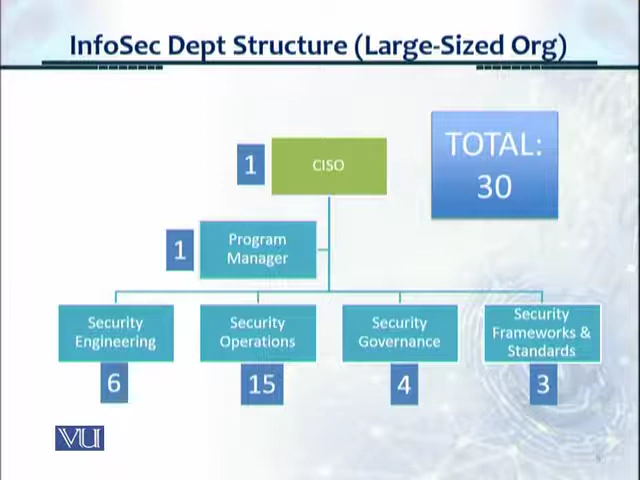 InfoSec Dept Structure (Large-Sized Org)
TOTAL:
30
1
CISO
1
Program
Manager
Security
Engineering
Security
Operations
Security
Governance
Security
Frameworks &
Standards
6
15
4
3
VU